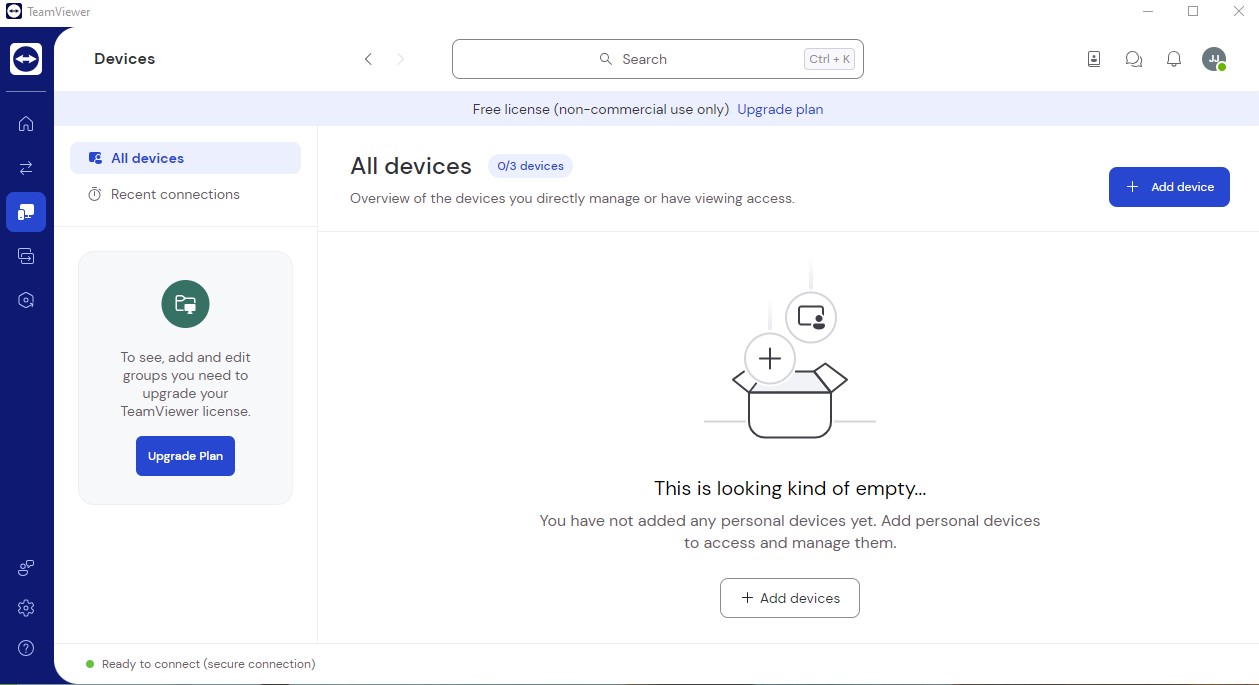 TeamViewer
Devices
Search
Ctrl + K
JJ
Free license (non-commercial use only) Upgrade plan
All devices
Recent connections
To see, add and edit
groups you need to
upgrade your
TeamViewer license.
Upgrade Plan
All devices
0/3 devices
Overview of the devices you directly manage or have viewing access.
Add device
This is looking kind of empty...
You have not added any personal devices yet. Add personal devices
to access and manage them.
Add devices
Ready to connect (secure connection)